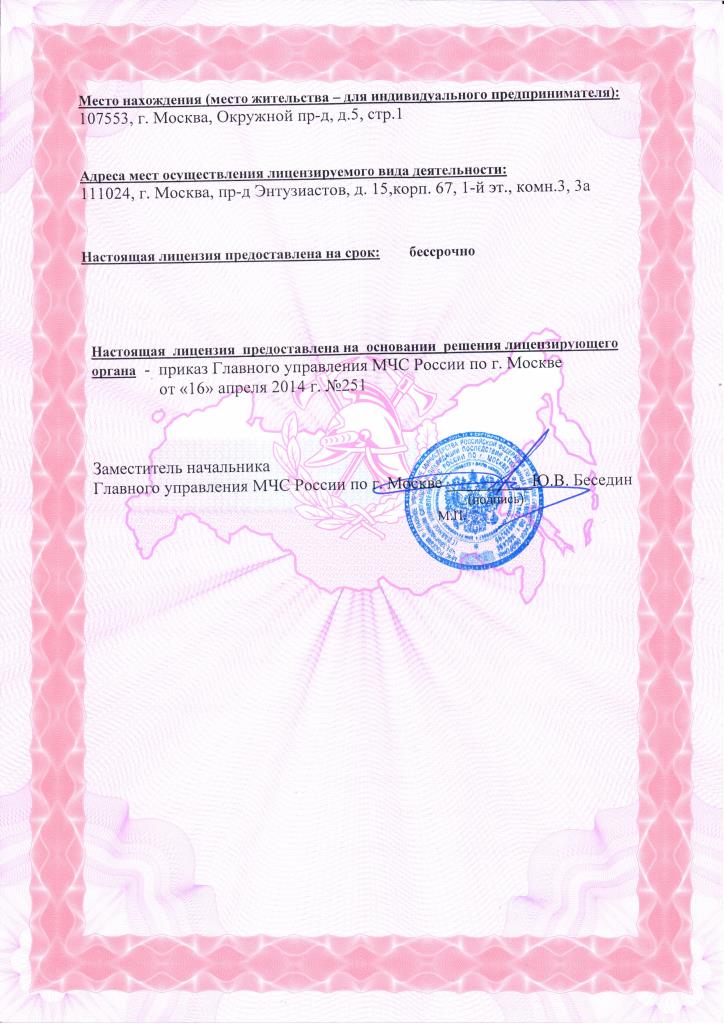 Место нахождения (место жительства – для индивидуального предпринимателя):
107553, г. Москва, Окружной пр-д, д.5, стр.1
Адреса мест осуществления лицензируемого вида деятельности:
111024, г. Москва, пр-д Энтузиастов, д. 15,корп. 67, 1-й эт., комн.3, 3а
Настоящая лицензия предоставлена на срок: бессрочно
Настоящая лицензия предоставлена на основании решения лицензирующего
органа - приказ Главного управления МЧС России по г. Москве
от «16» апреля 2014 г. №251
Заместитель начальника
Главного управления МЧС России по г. Москве Ю.В. Беседин
(подпись)
М.П.